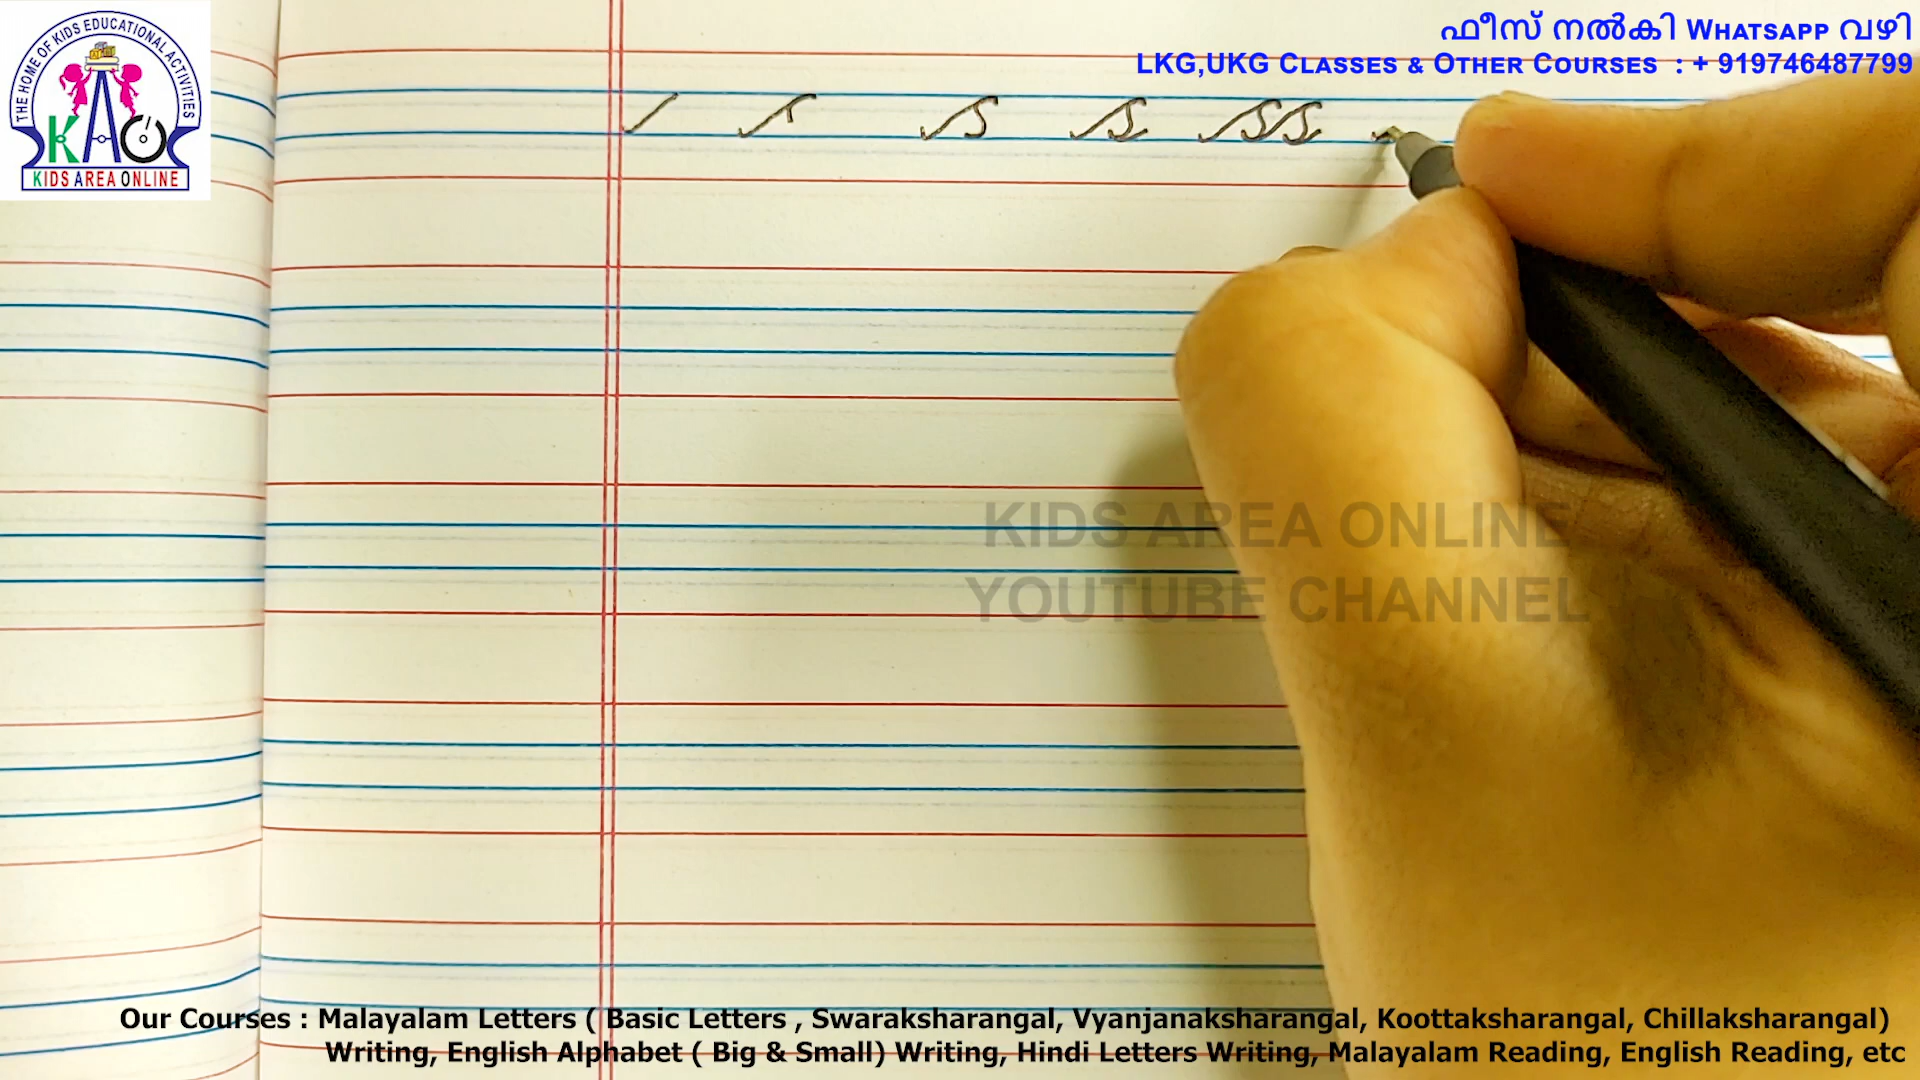 THE HOME OF KIDS EDUCATIONAL ACTIVITIES
KAO
KIDS AREA ONLINE
ഫീസ് നൽകി WHATSAPP വഴി
LKG,UKG CLASSES & OTHER COURSES : + 919746487799
KIDS AREA ONLINE
YOUTUBE CHANNEL
Our Courses : Malayalam Letters ( Basic Letters , Swaraksharangal, Vyanjanaksharangal, Koottaksharangal, Chillaksharangal)
Writing, English Alphabet ( Big & Small) Writing, Hindi Letters Writing, Malayalam Reading, English Reading, etc